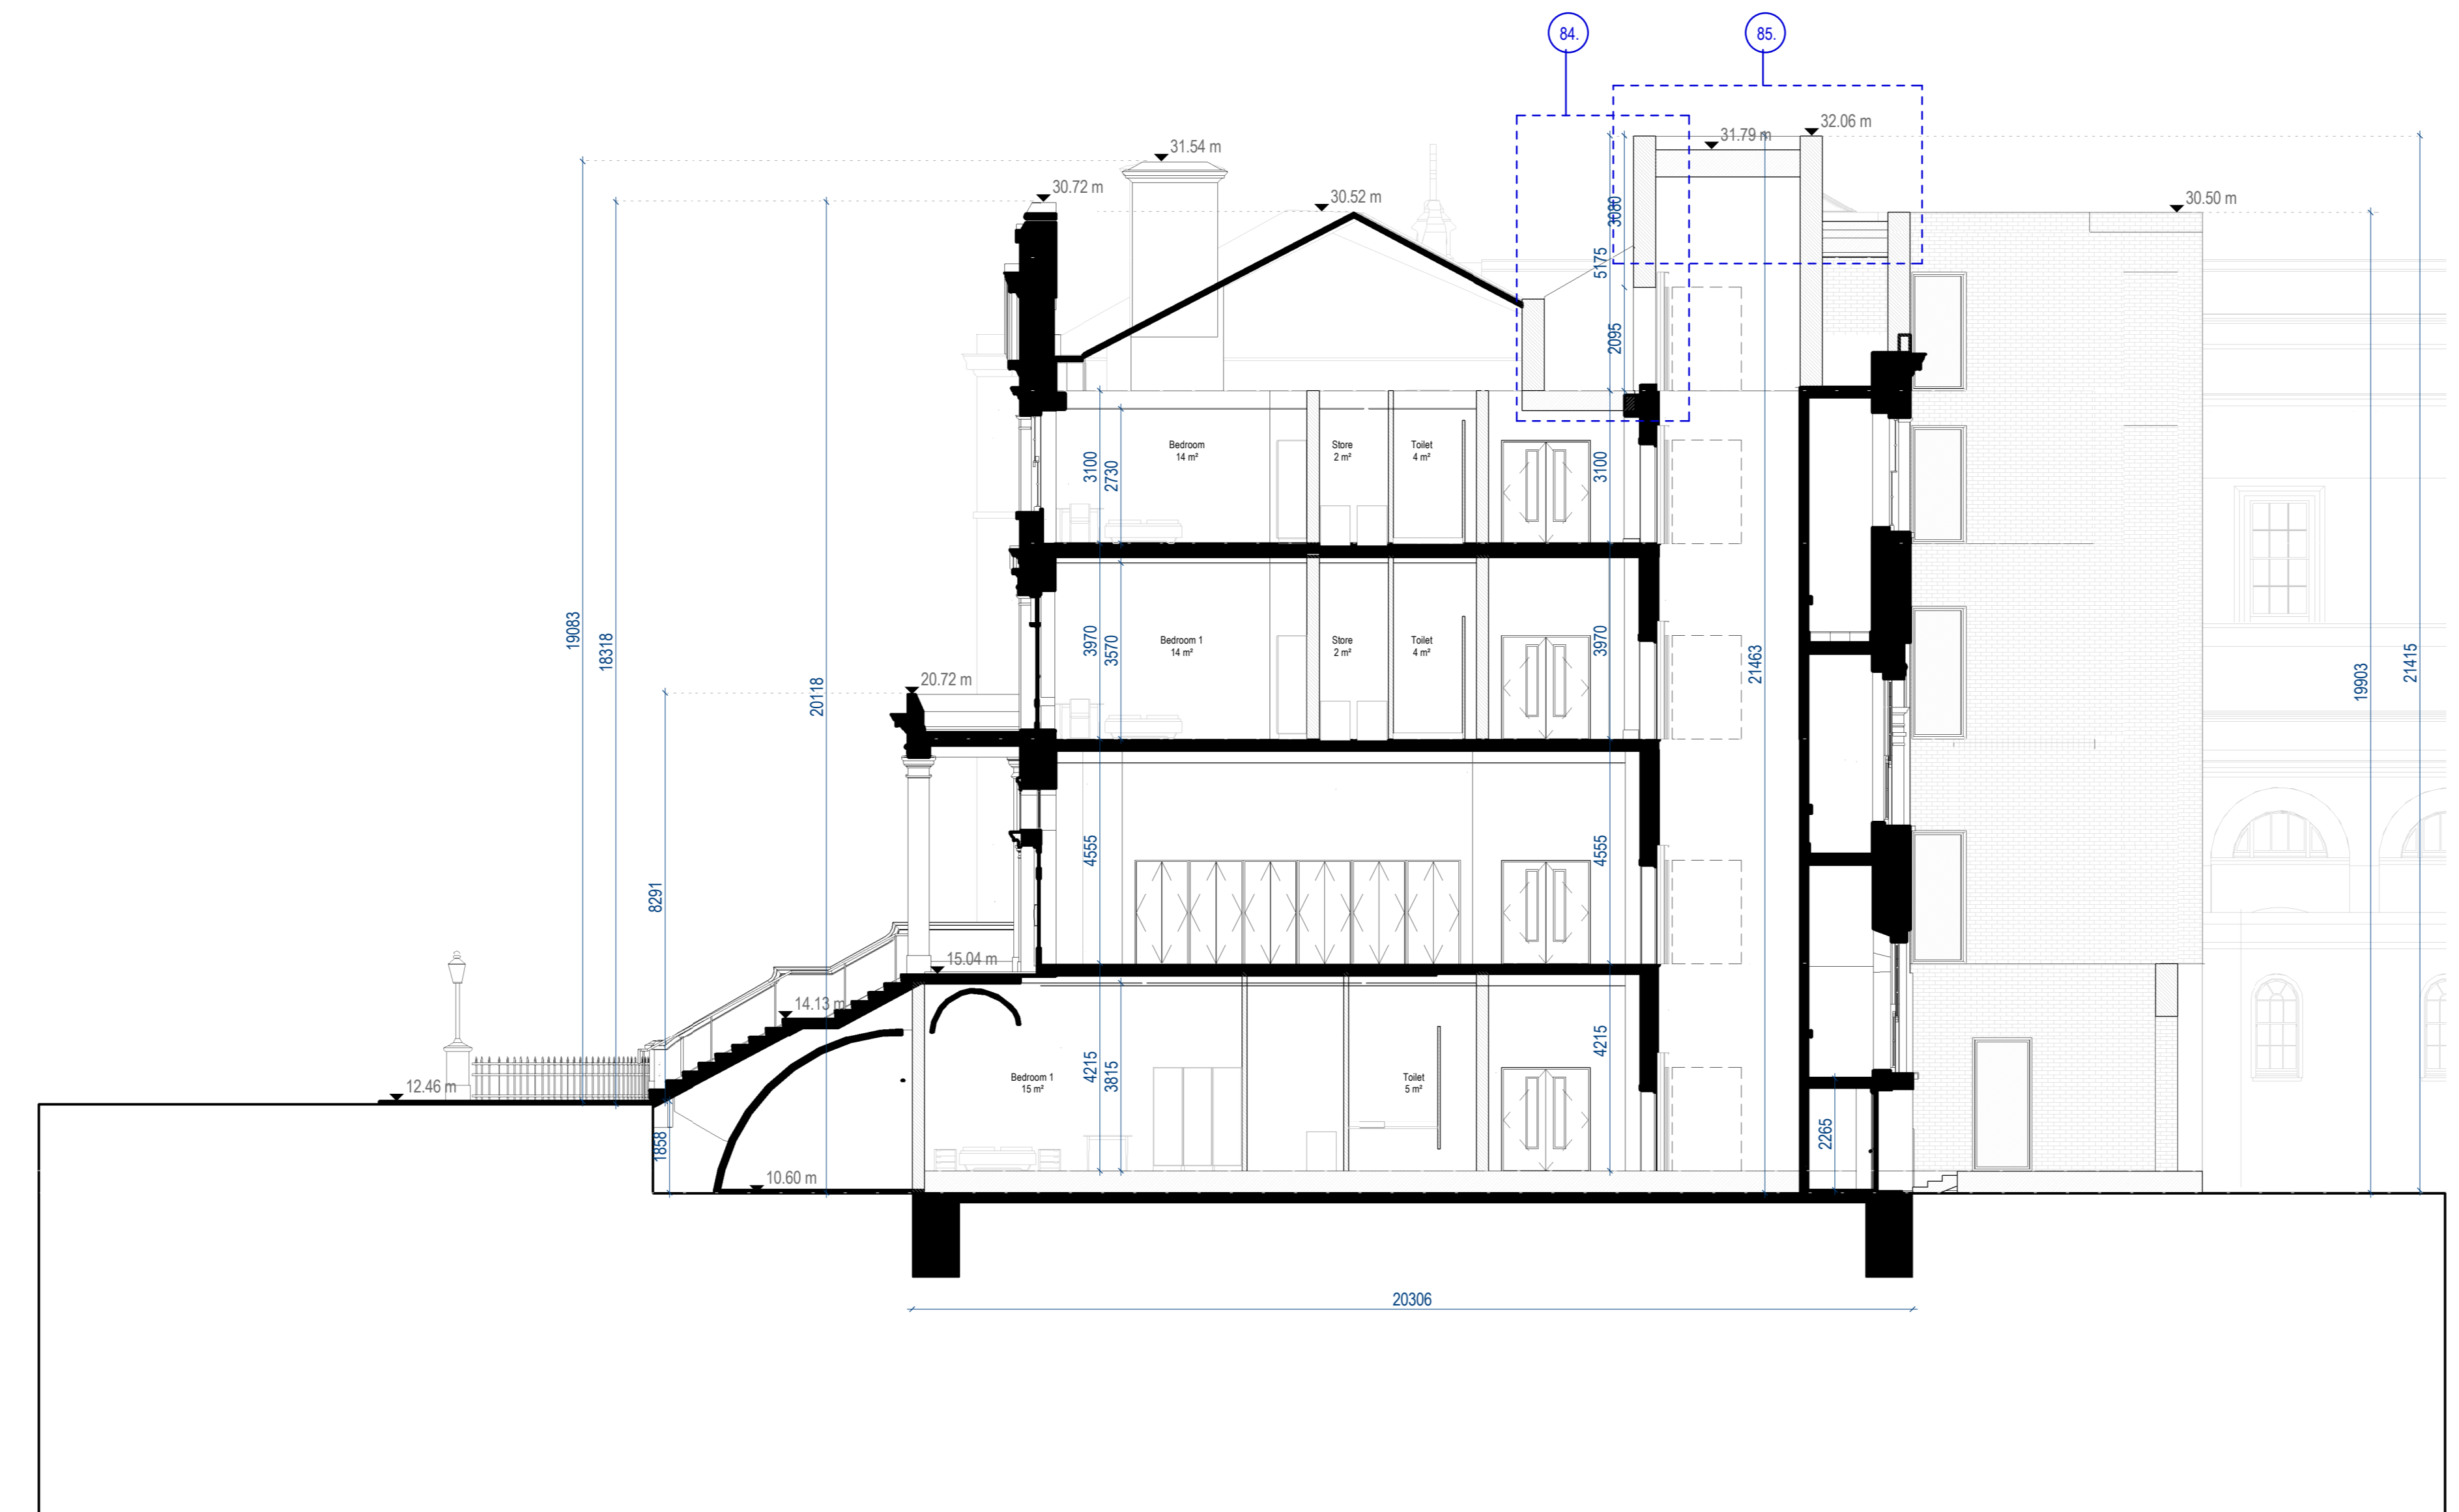 84.
85.
32.06 m
31.79 m
31.54 m
30.72 m
30.52 m
30.50 m
3080
5175
2095
Bedroom
14 m²
Store
2 m²
Toilet
4 m²
3100
2730
3100
19083
18318
20118
3970
3570
Bedroom 1
14 m²
Store
2 m²
Toilet
4 m²
3970
21463
19903
21415
20.72 m
8291
4555
4555
15.04 m
14.13 m
12.46 m
1858
10.60 m
4215
3815
Bedroom 1
15 m²
Toilet
5 m²
4215
2265
20306